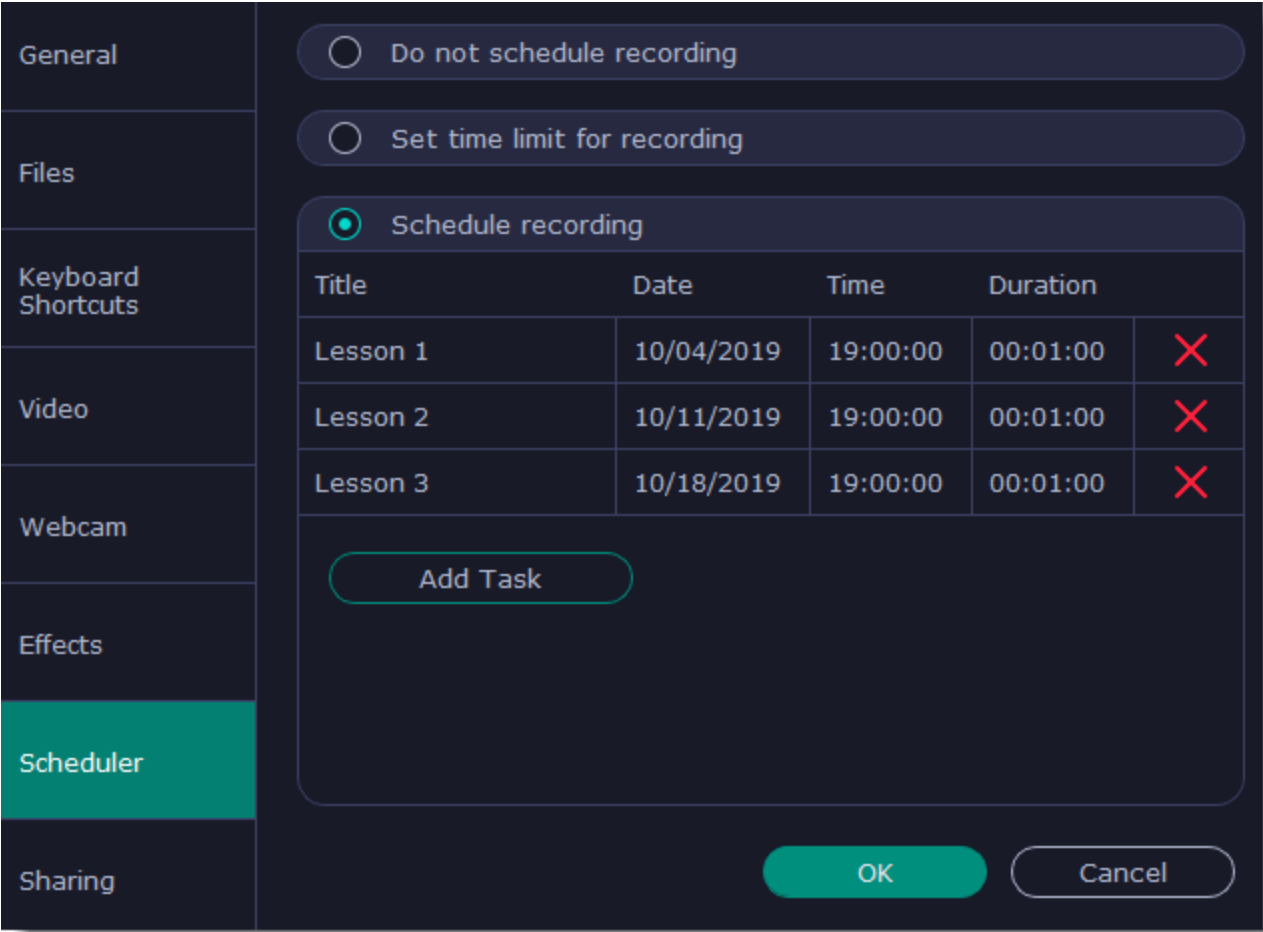 General
Files
Keyboard
Shortcuts
Video
Webcam
Effects
Scheduler
Sharing
Do not schedule recording
Set time limit for recording
Schedule recording
Title Date Time Duration
Lesson 1 10/04/2019 19:00:00 00:01:00
Lesson 2 10/11/2019 19:00:00 00:01:00
Lesson 3 10/18/2019 19:00:00 00:01:00
Add Task
OK Cancel